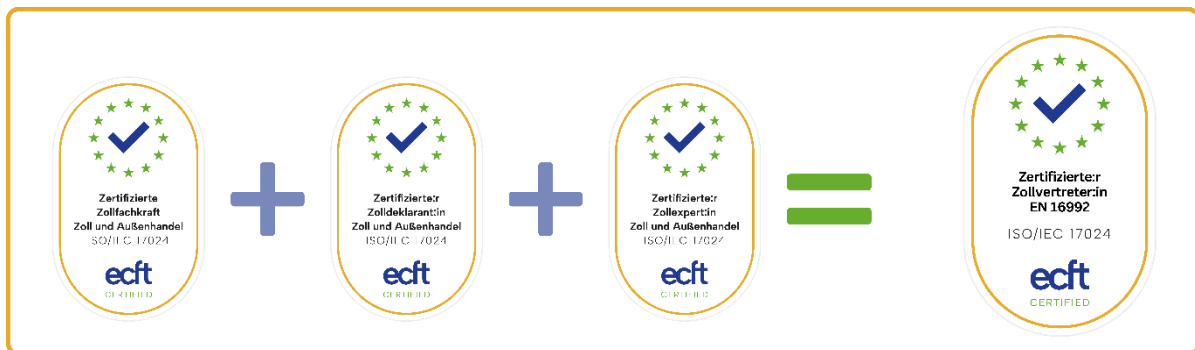 Zertifizierte
Zollfachkraft
Zoll und Außenhandel
SO/IEC 17024
ecft
CERTIFIED
+
Zertifizierte:r
Zolldeklarant:in
Zoll und Außenhandel
ISO/IEC 17024
ecft
CERTIFIED
+
Zertifizierte:r
Zollexpert:in
Zoll und Außenhandel
ISO/IEC 17024
ecft
CERTIFIED
=
Zertifizierte:r
Zollvertreter:in
EN 16992
ISO/IEC 17024
ecft
CERTIFIED